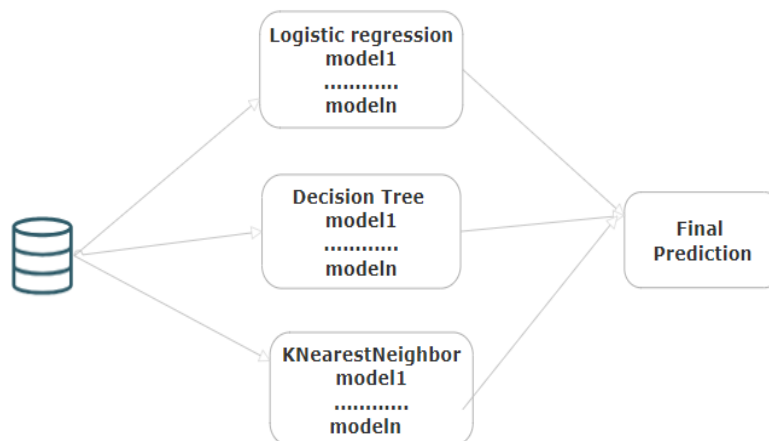 Logistic regression
model1
............
modeln
Decision Tree
model1
............
modeln
KNearestNeighbor
model1
............
modeln
Final
Prediction